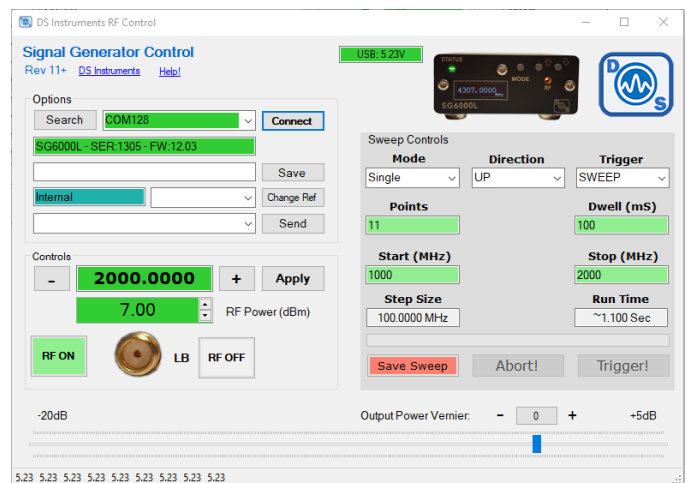 DS Instruments RF Control
Signal Generator Control
Rev 11+ DS Instruments Help!
USB: 5.23V
STATUS
MODE
RF
4307.0000
SG6000L
D S
Options
Search COM128 Connect
SG6000L - SER:1305 - FW:12.03
Save
Internal Change Ref
Send
Controls
- 2000.0000 + Apply
7.00 RF Power (dBm)
RF ON LB RF OFF
Sweep Controls
Mode Direction Trigger
Single UP SWEEP
Points Dwell (mS)
11 100
Start (MHz) Stop (MHz)
1000 2000
Step Size Run Time
100.0000 MHz ~1.100 Sec
Save Sweep Abort! Trigger!
-20dB Output Power Vernier: - 0 + +5dB
5.23 5.23 5.23 5.23 5.23 5.23 5.23 5.23 5.23